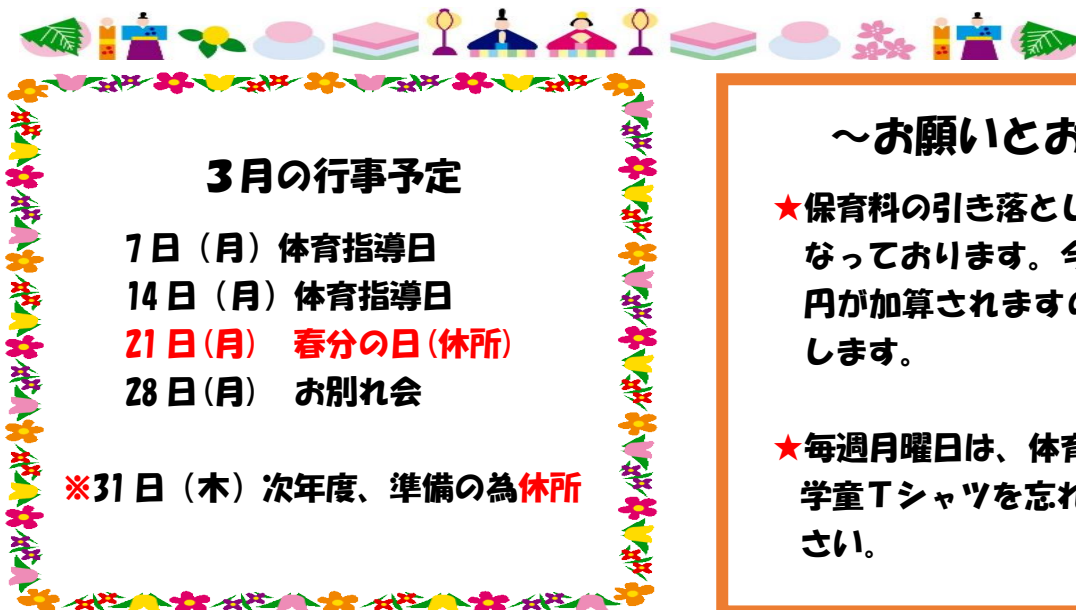 3月の行事予定
7日（月）体育指導日
14日（月）体育指導日
21日(月)　春分の日(休所)
28日(月)　お別れ会
※31日（木）次年度、準備の為休所
～お願いとお
★保育料の引き落とし
なっております。今
円が加算されますの
します。
★毎週月曜日は、体育
学童Tシャツを忘れ
さい。